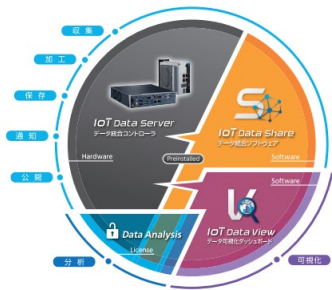 収集
加工
保存
通知
公開
分析
可視化
IoT Data Server
データ統合コントローラ
Hardware
Preinstalled
IoT Data Share
データ統合ソフトウェア
Software
Software
IoT Data View
データ可視化ダッシュボード
Data Analysis
License